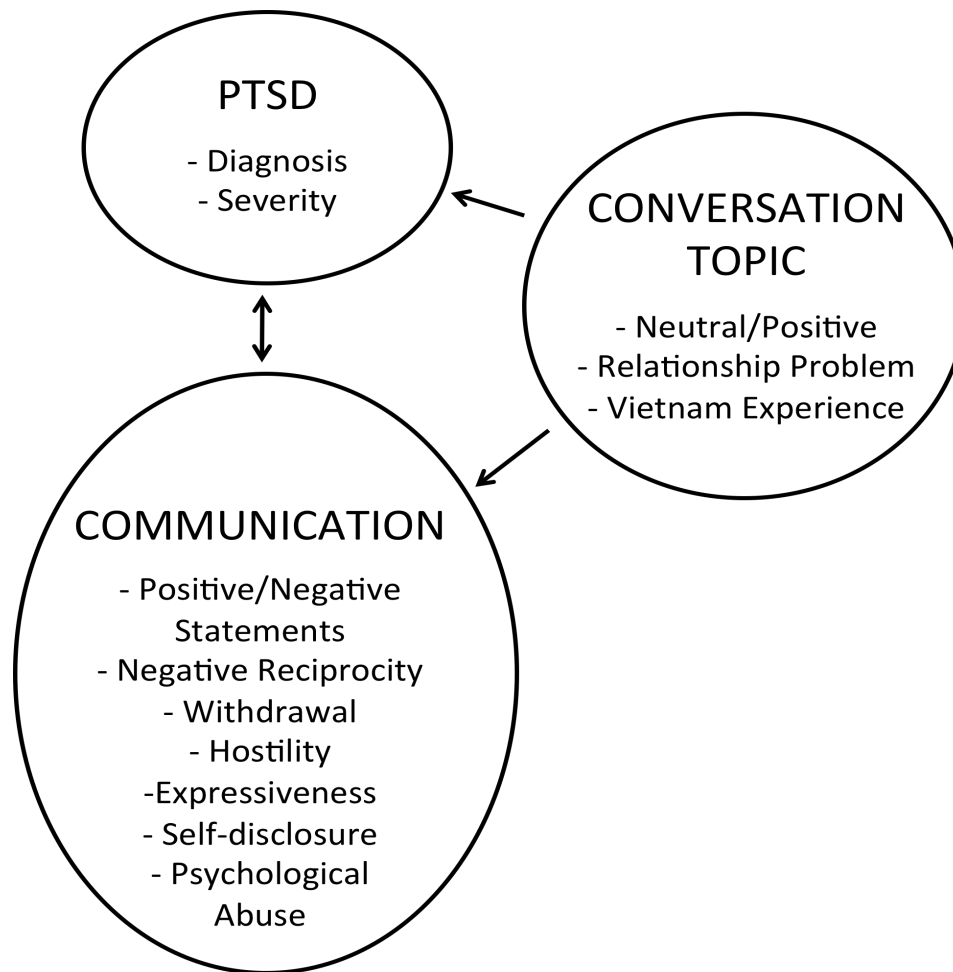 PTSD
- Diagnosis
- Severity
CONVERSATION
TOPIC
- Neutral/Positive
- Relationship Problem
- Vietnam Experience
COMMUNICATION
- Positive/Negative
Statements
- Negative Reciprocity
- Withdrawal
- Hostility
-Expressiveness
- Self-disclosure
- Psychological
Abuse